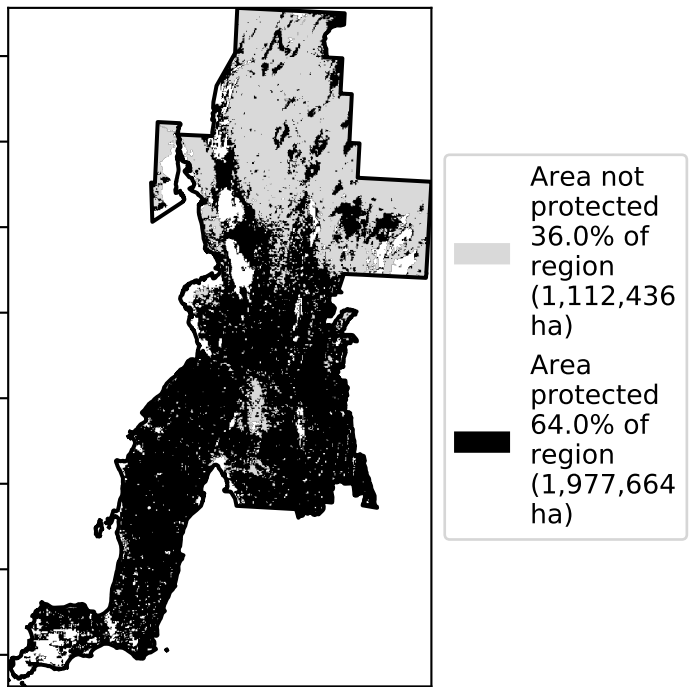 Area not
protected
36.0% of
region
(1,112,436
ha)
Area
protected
64.0% of
region
(1,977,664
ha)